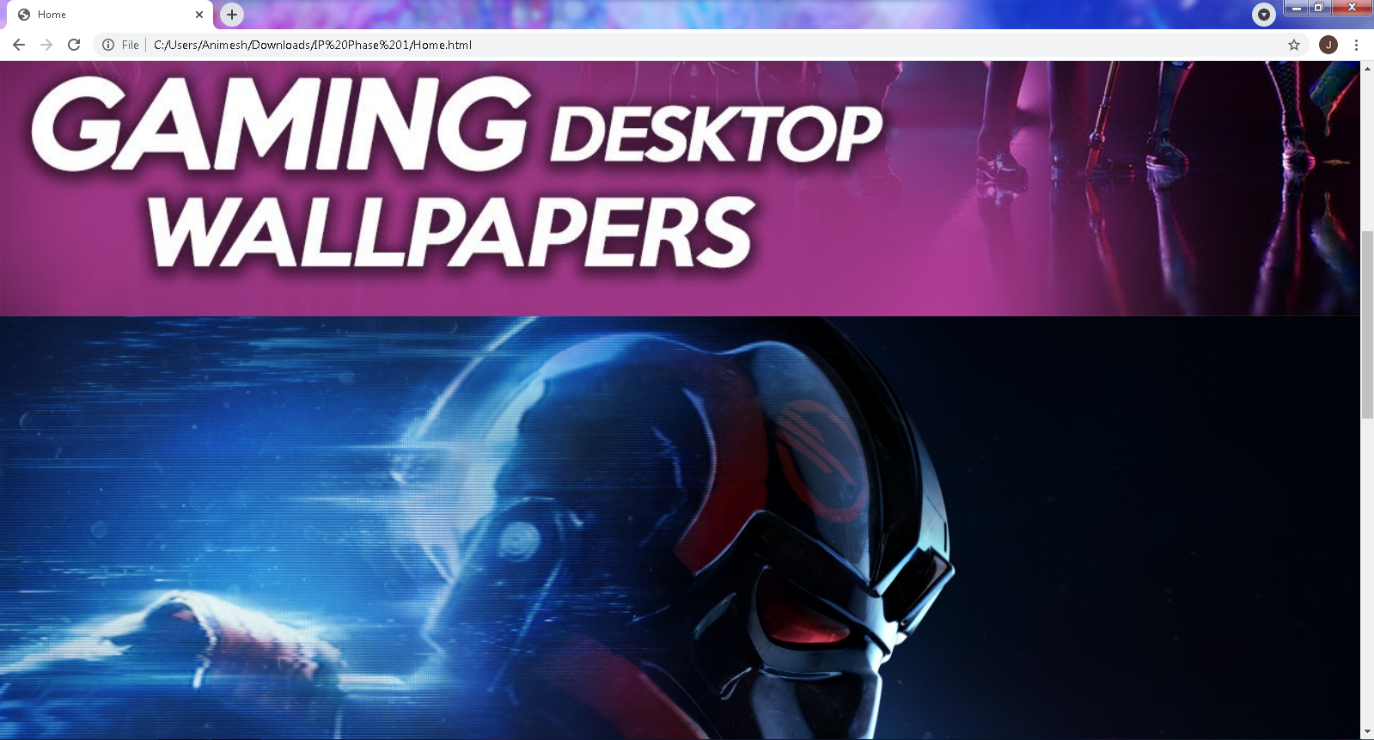 Home
File
C:/Users/Animesh/Downloads/IP%20Phase%201/Home.html
J
GAMING DESKTOP
WALLPAPERS